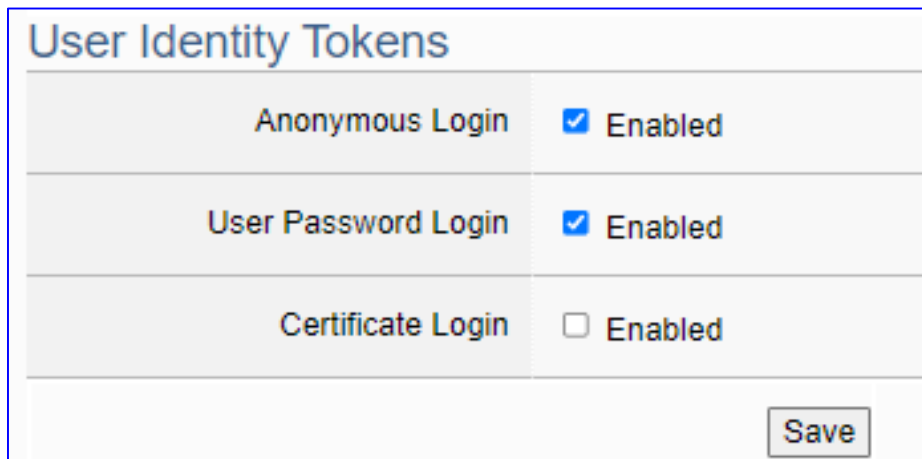 User Identity Tokens
Anonymous Login Enabled
User Password Login Enabled
Certificate Login Enabled
Save